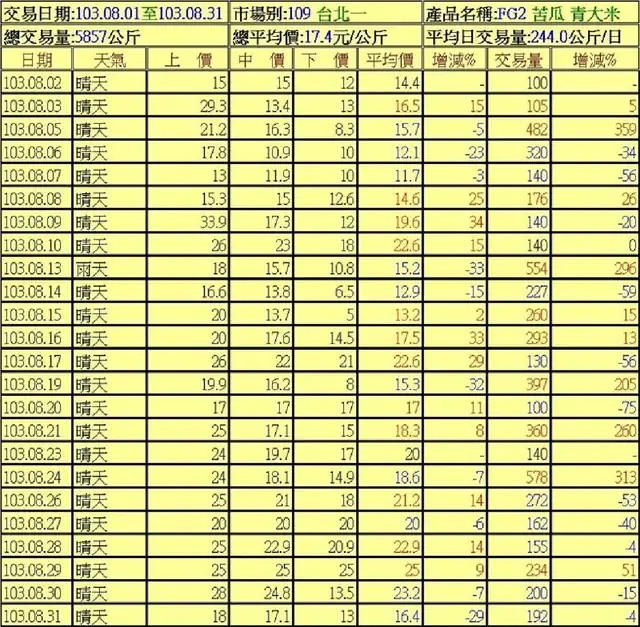 交易日期:103.08.01至103.08.31 市場別:109 台北一 產品名稱:FG2 苦瓜 青大米
總交易量:5857公斤 總平均價:17.4元/公斤 平均日交易量:244.0公斤/日
日期 天氣 上 價 中 價 下 價 平均價 增減% 交易量 增減%
103.08.02 晴天 15 15 12 14.4 - 100 -
103.08.03 晴天 29.3 13.4 13 16.5 15 105 5
103.08.05 晴天 21.2 16.3 8.3 15.7 -5 482 359
103.08.06 晴天 17.8 10.9 10 12.1 -23 320 -34
103.08.07 晴天 13 11.9 10 11.7 -3 140 -56
103.08.08 晴天 15.3 15 12.6 14.6 25 176 26
103.08.09 晴天 33.9 17.3 12 19.6 34 140 -20
103.08.10 晴天 26 23 18 22.6 15 140 0
103.08.13 雨天 18 15.7 10.8 15.2 -33 554 296
103.08.14 晴天 16.6 13.8 6.5 12.9 -15 227 -59
103.08.15 晴天 20 13.7 5 13.2 2 260 15
103.08.16 晴天 20 17.6 14.5 17.5 33 293 13
103.08.17 晴天 26 22 21 22.6 29 130 -56
103.08.19 晴天 19.9 16.2 8 15.3 -32 397 205
103.08.20 晴天 17 17 17 17 11 100 -75
103.08.21 晴天 25 17.1 15 18.3 8 360 260
103.08.23 晴天 24 19.7 17 20 - 140 -
103.08.24 晴天 24 18.1 14.9 18.6 -7 578 313
103.08.26 晴天 25 21 18 21.2 14 272 -53
103.08.27 晴天 20 20 20 20 -6 162 -40
103.08.28 晴天 25 22.9 20.9 22.9 14 155 -4
103.08.29 晴天 25 25 25 25 9 234 51
103.08.30 晴天 28 24.8 13.5 23.2 -7 200 -15
103.08.31 晴天 18 17.1 13 16.4 -29 192 -4